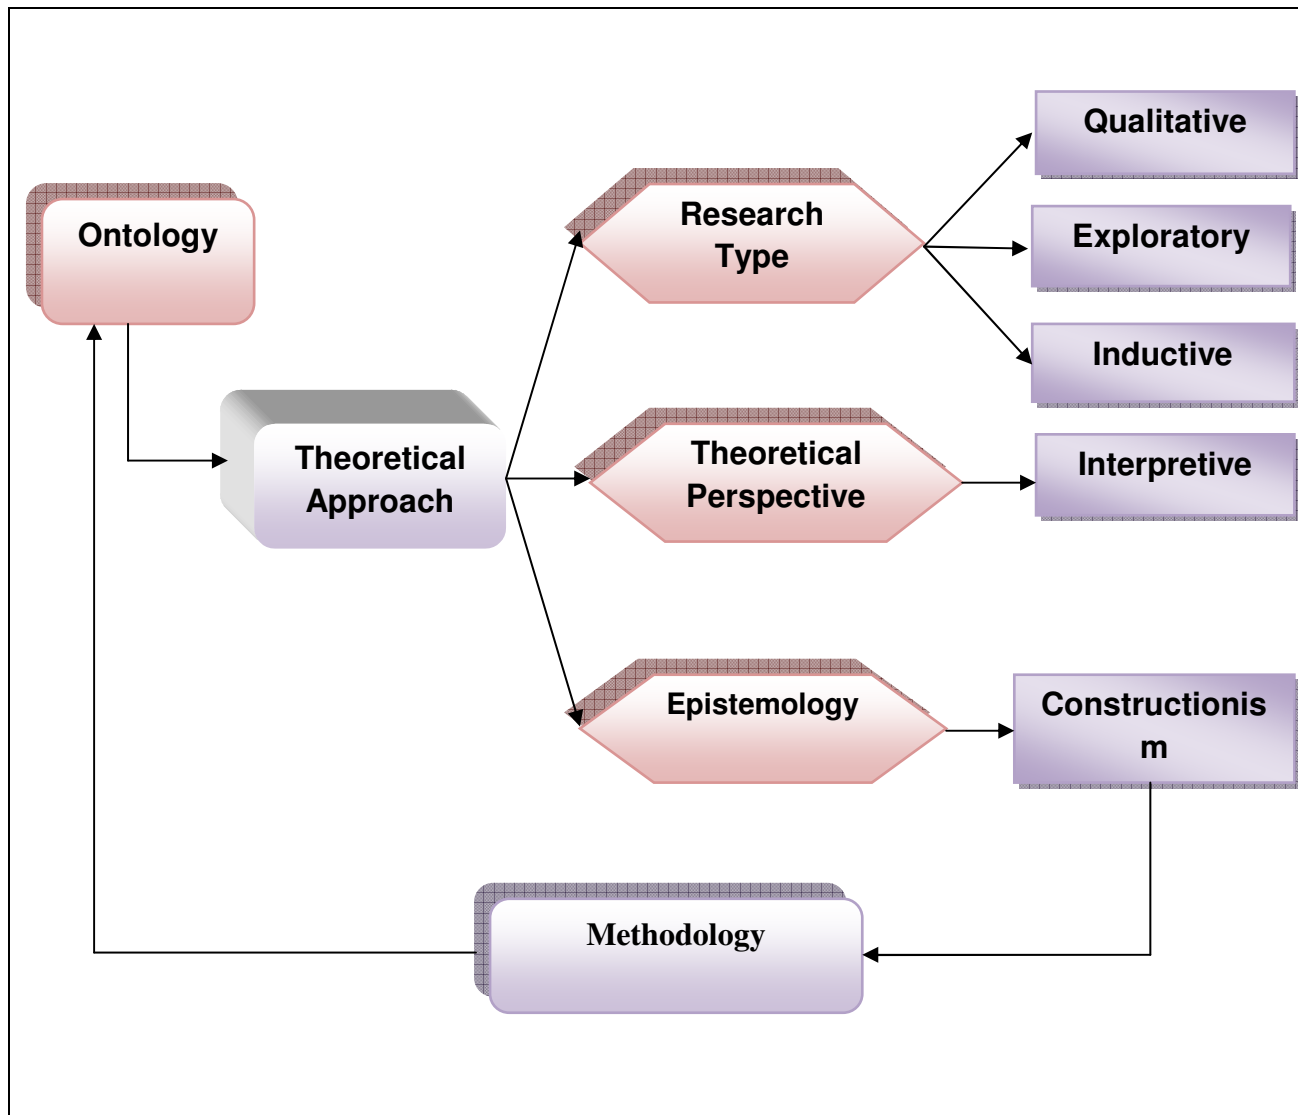 Ontology
Theoretical
Approach
Research
Type
Theoretical
Perspective
Epistemology
Qualitative
Exploratory
Inductive
Interpretive
Constructionis
m
Methodology